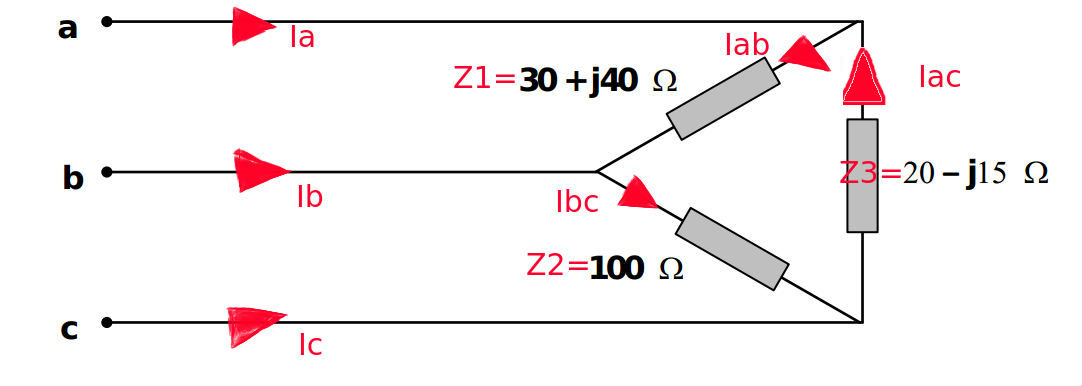 a
Ia
Iab
Iac
Z1=30 +j40 Ω
b
Ib
Ibc
Z3=20 – j15 Ω
Z2=100 Ω
c
Ic